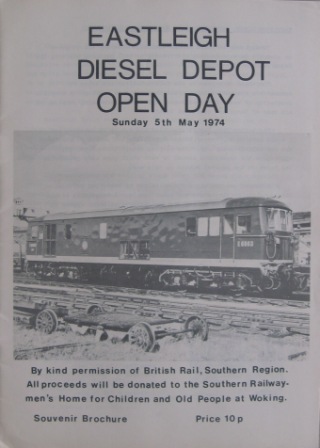 EASTLEIGH
DIESEL DEPOT
OPEN DAY
Sunday 5th May 1974
By kind permission of British Rail, Southern Region.
All proceeds will be donated to the Southern Railway-
men's Home for Children and Old People at Woking.
Souvenir Brochure Price 10p